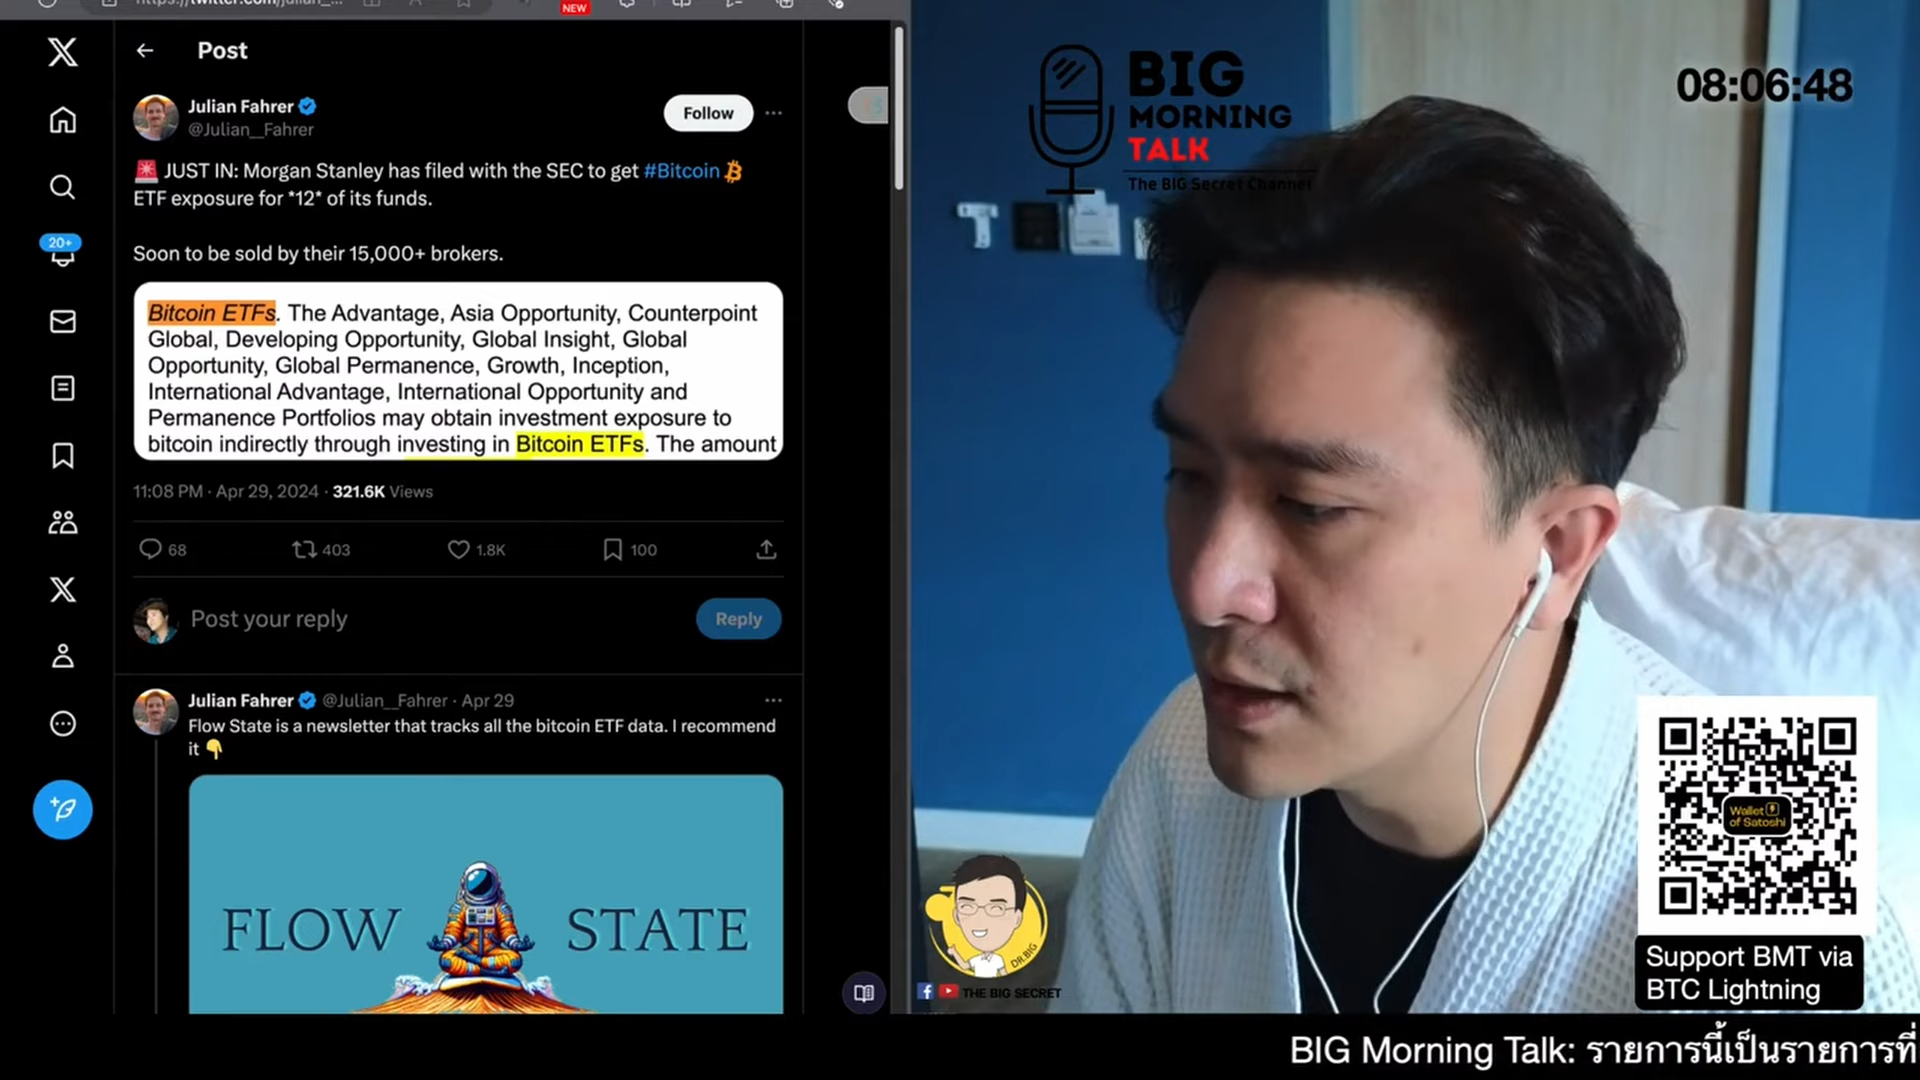 NEW
Post
Julian Fahrer
@Julian__Fahrer
Follow
JUST IN: Morgan Stanley has filed with the SEC to get #Bitcoin
ETF exposure for *12* of its funds.
Soon to be sold by their 15,000+ brokers.
Bitcoin ETFs. The Advantage, Asia Opportunity, Counterpoint
Global, Developing Opportunity, Global Insight, Global
Opportunity, Global Permanence, Growth, Inception,
International Advantage, International Opportunity and
Permanence Portfolios may obtain investment exposure to
bitcoin indirectly through investing in Bitcoin ETFs. The amount
11:08 PM · Apr 29, 2024 · 321.6K Views
68 403 1.8K 100
Post your reply
Reply
Julian Fahrer @Julian__Fahrer · Apr 29
Flow State is a newsletter that tracks all the bitcoin ETF data. I recommend
it
FLOW STATE
20+
BIG
MORNING
TALK
The BIG Secret Channel
08:06:48
DR.BIG
THE BIG SECRET
Wallet
of Satoshi
Support BMT via
BTC Lightning
BIG Morning Talk: รายการนี้เป็นรายการที่